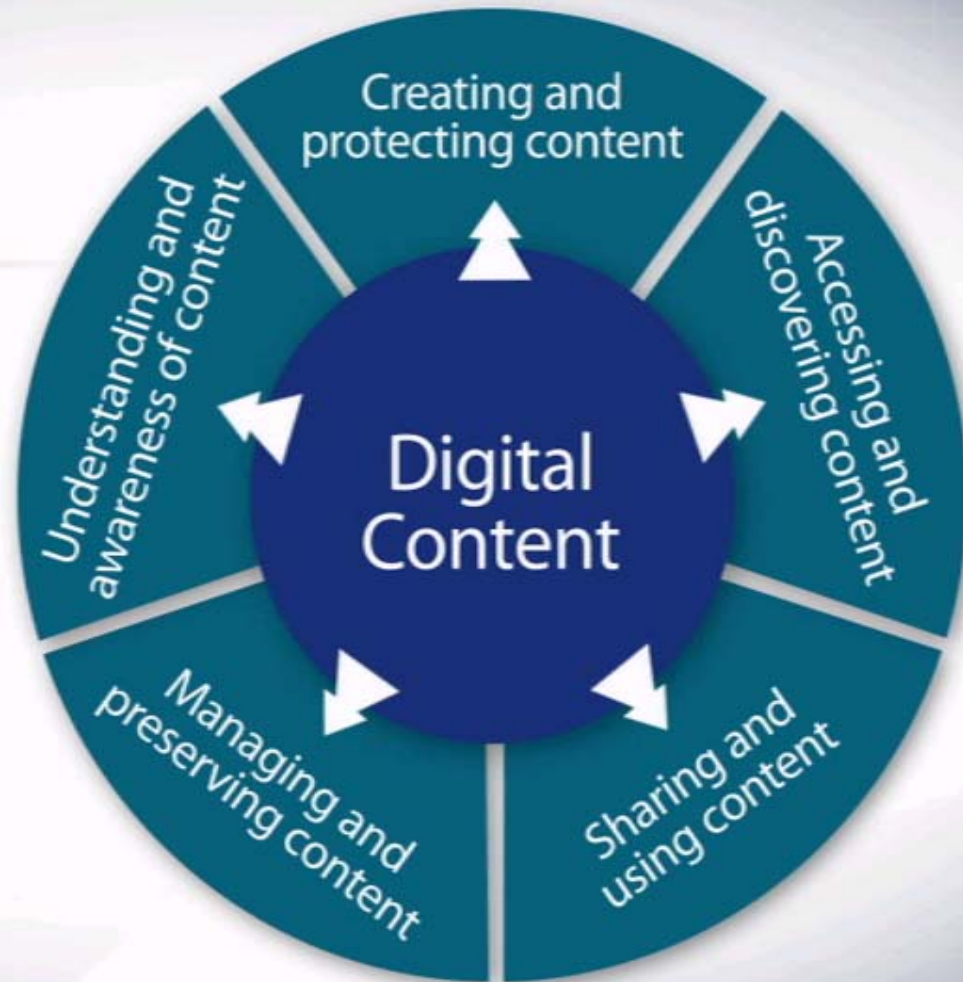 Creating and
protecting content
Accessing and
discovering content
Sharing and
using content
Managing and
preserving content
Understanding and
awareness of content
Digital
Content